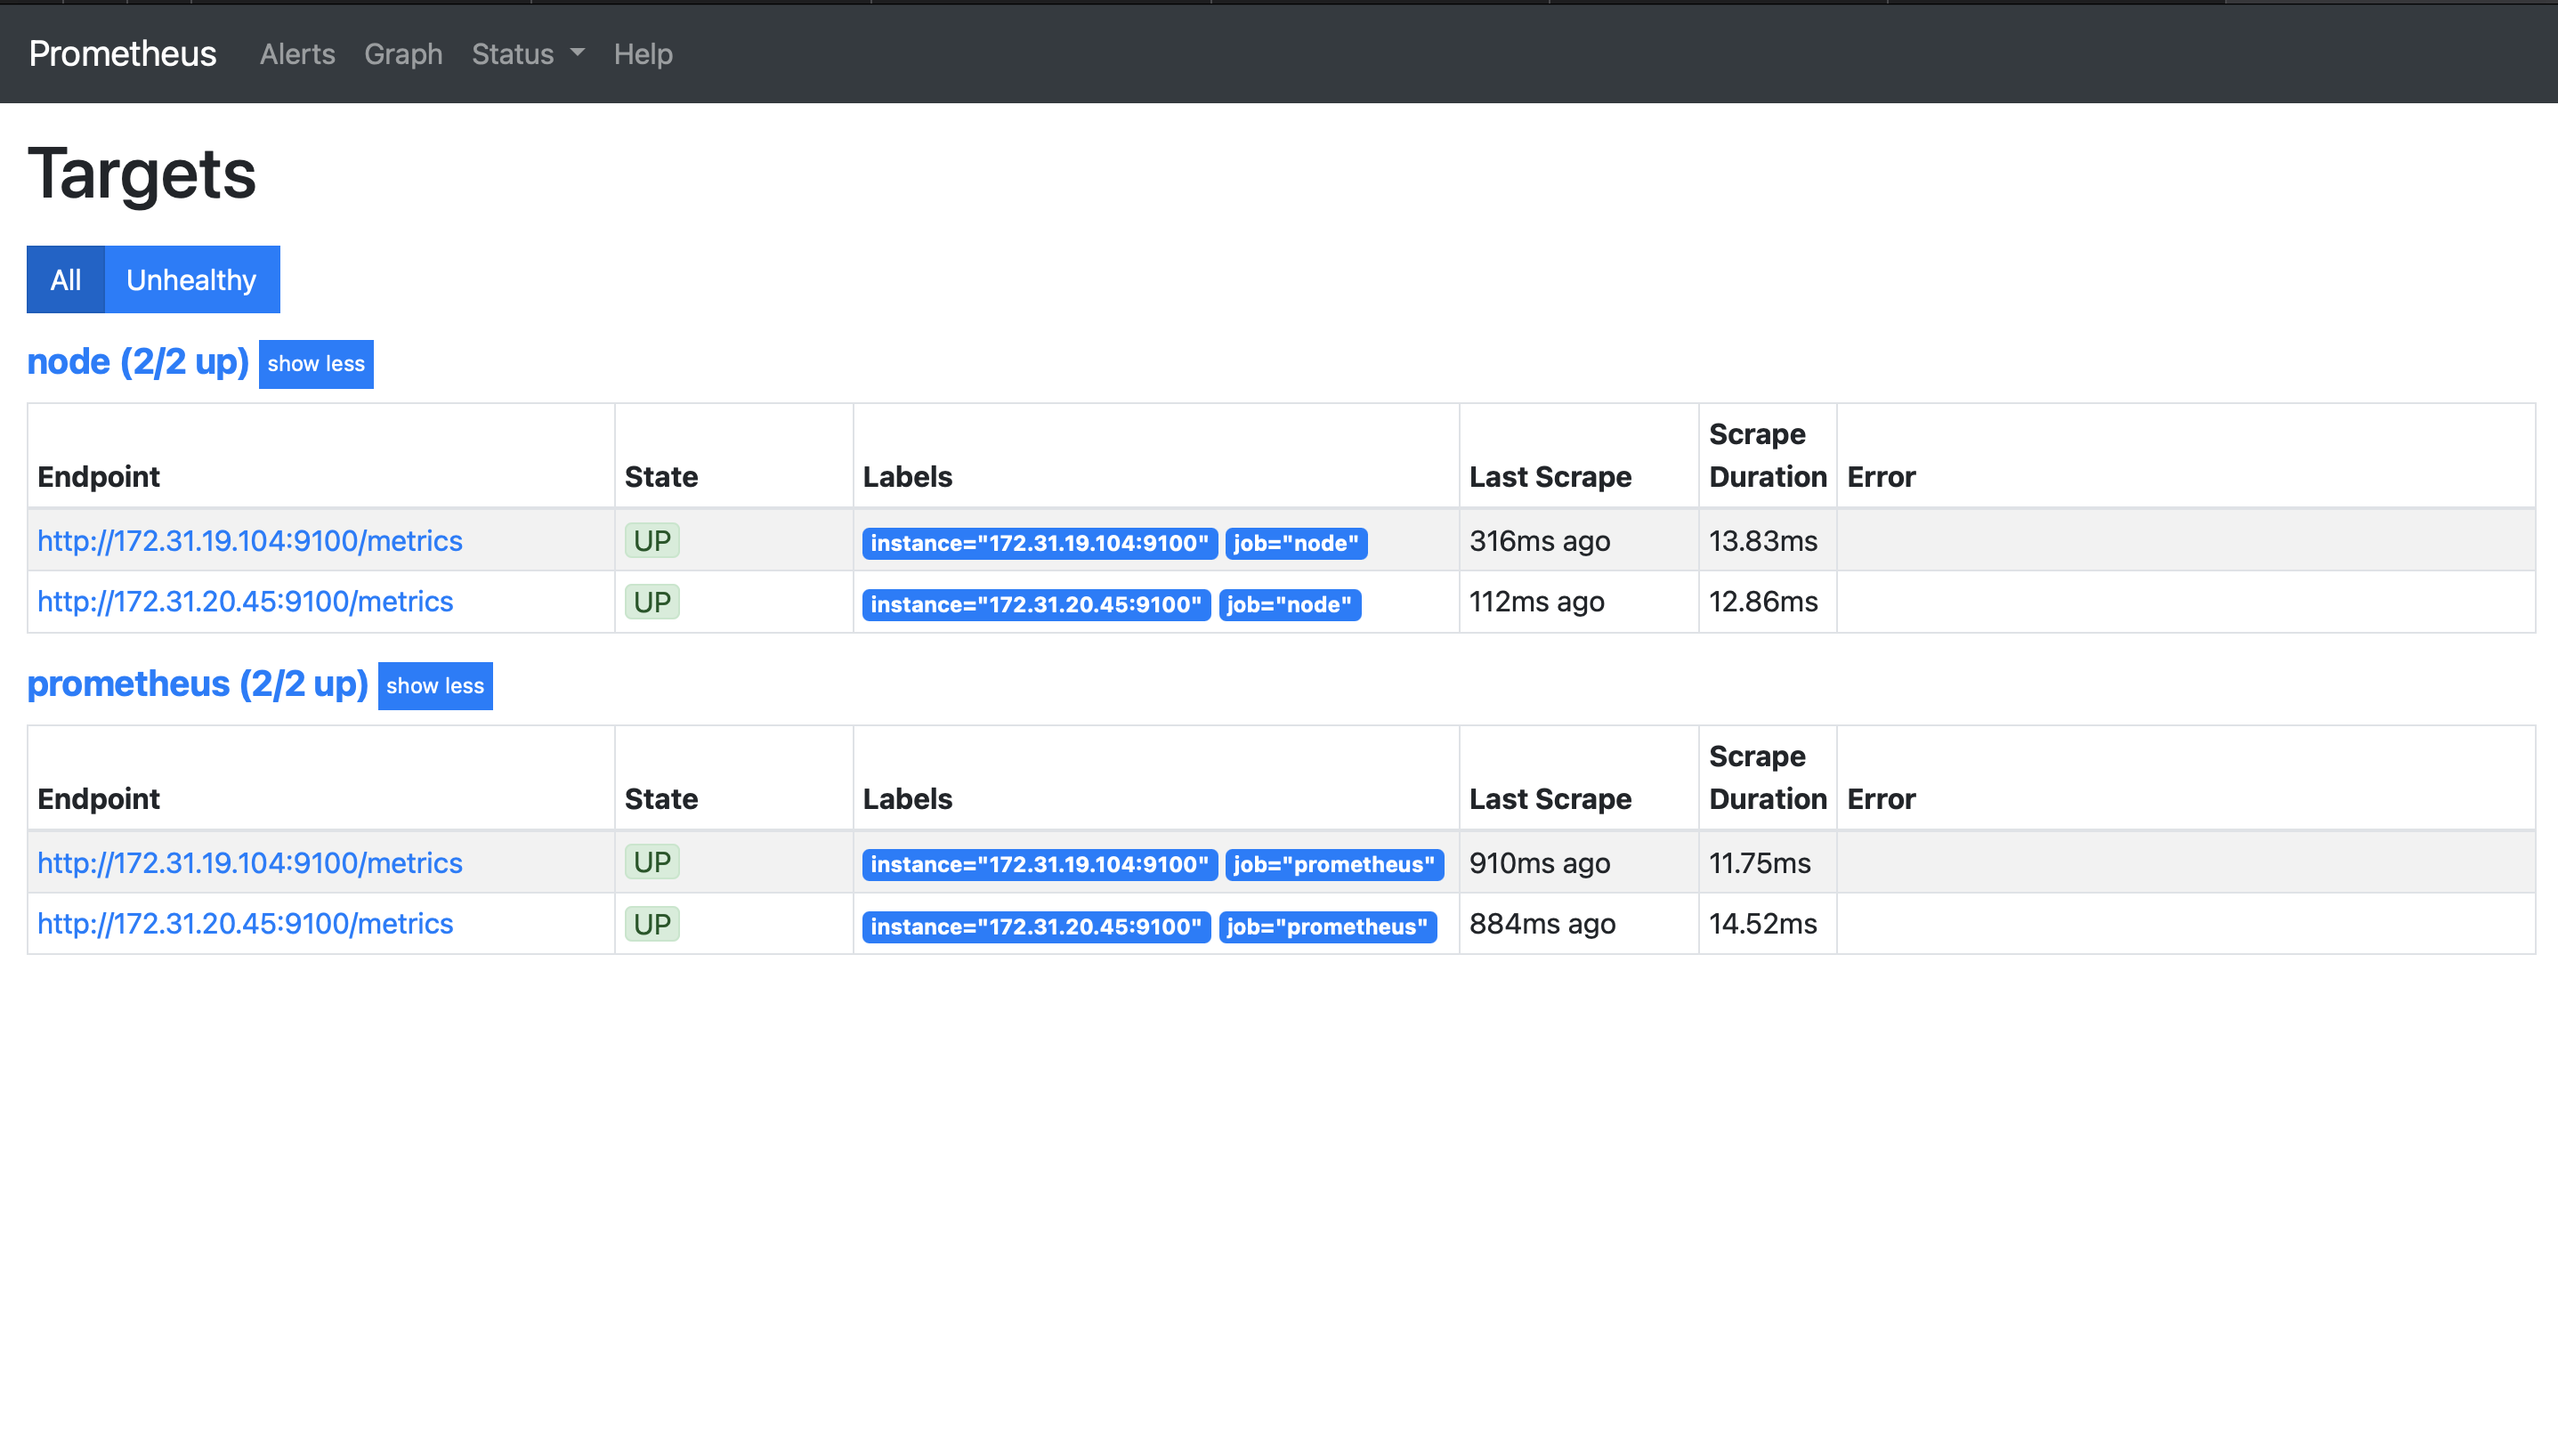 Prometheus Alerts Graph Status Help
Targets
All Unhealthy
node (2/2 up) show less
Endpoint State Labels Last Scrape Scrape Duration Error
http://172.31.19.104:9100/metrics UP instance="172.31.19.104:9100" job="node" 316ms ago 13.83ms
http://172.31.20.45:9100/metrics UP instance="172.31.20.45:9100" job="node" 112ms ago 12.86ms
prometheus (2/2 up) show less
Endpoint State Labels Last Scrape Scrape Duration Error
http://172.31.19.104:9100/metrics UP instance="172.31.19.104:9100" job="prometheus" 910ms ago 11.75ms
http://172.31.20.45:9100/metrics UP instance="172.31.20.45:9100" job="prometheus" 884ms ago 14.52ms